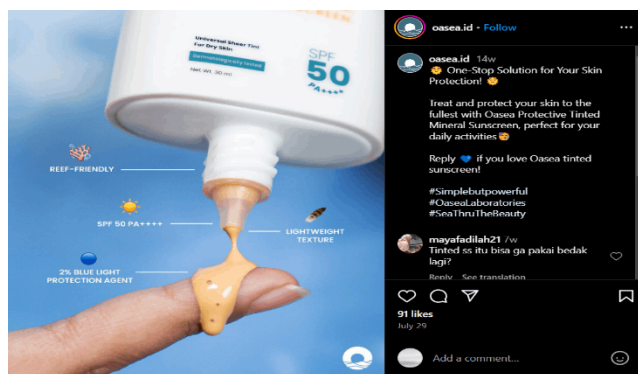 SCREEN.
Universal Sheer Tint
For Dry Skin
Dermatologically tested
Net. Wt. 30 ml
SPF
50
PA++++
REEF-FRIENDLY
SPF 50 PA++++
LIGHTWEIGHT
TEXTURE
2% BLUE LIGHT
PROTECTION AGENT
oasea.id • Follow
oasea.id 14w
🌞 One-Stop Solution for Your Skin
Protection! 🌞
Treat and protect your skin to the
fullest with Oasea Protective Tinted
Mineral Sunscreen, perfect for your
daily activities🥰
Reply 💙 if you love Oasea tinted
sunscreen!
#Simplebutpowerful
#OaseaLaboratories
#SeaThruTheBeauty
mayafadilah21 7w
Tinted ss itu bisa ga pakai bedak
lagi?
Reply See translation
91 likes
July 29
Add a comment...